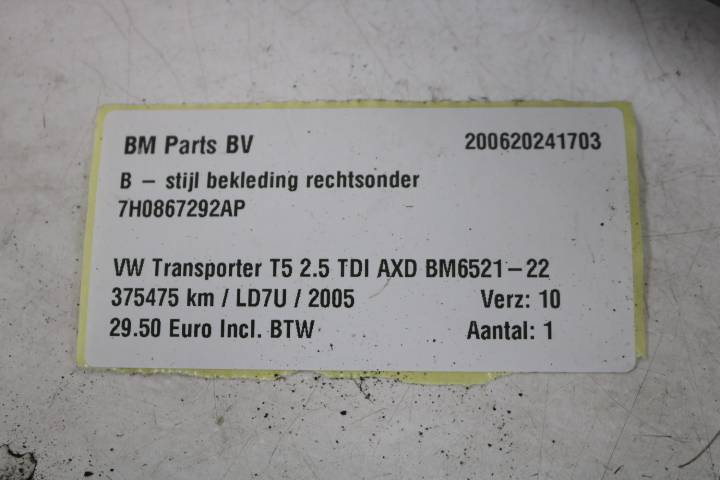 BM Parts BV 200620241703
B – stijl bekleding rechtsonder
7H0867292AP
VW Transporter T5 2.5 TDI AXD BM6521–22
375475 km / LD7U / 2005 Verz: 10
29.50 Euro Incl. BTW Aantal: 1